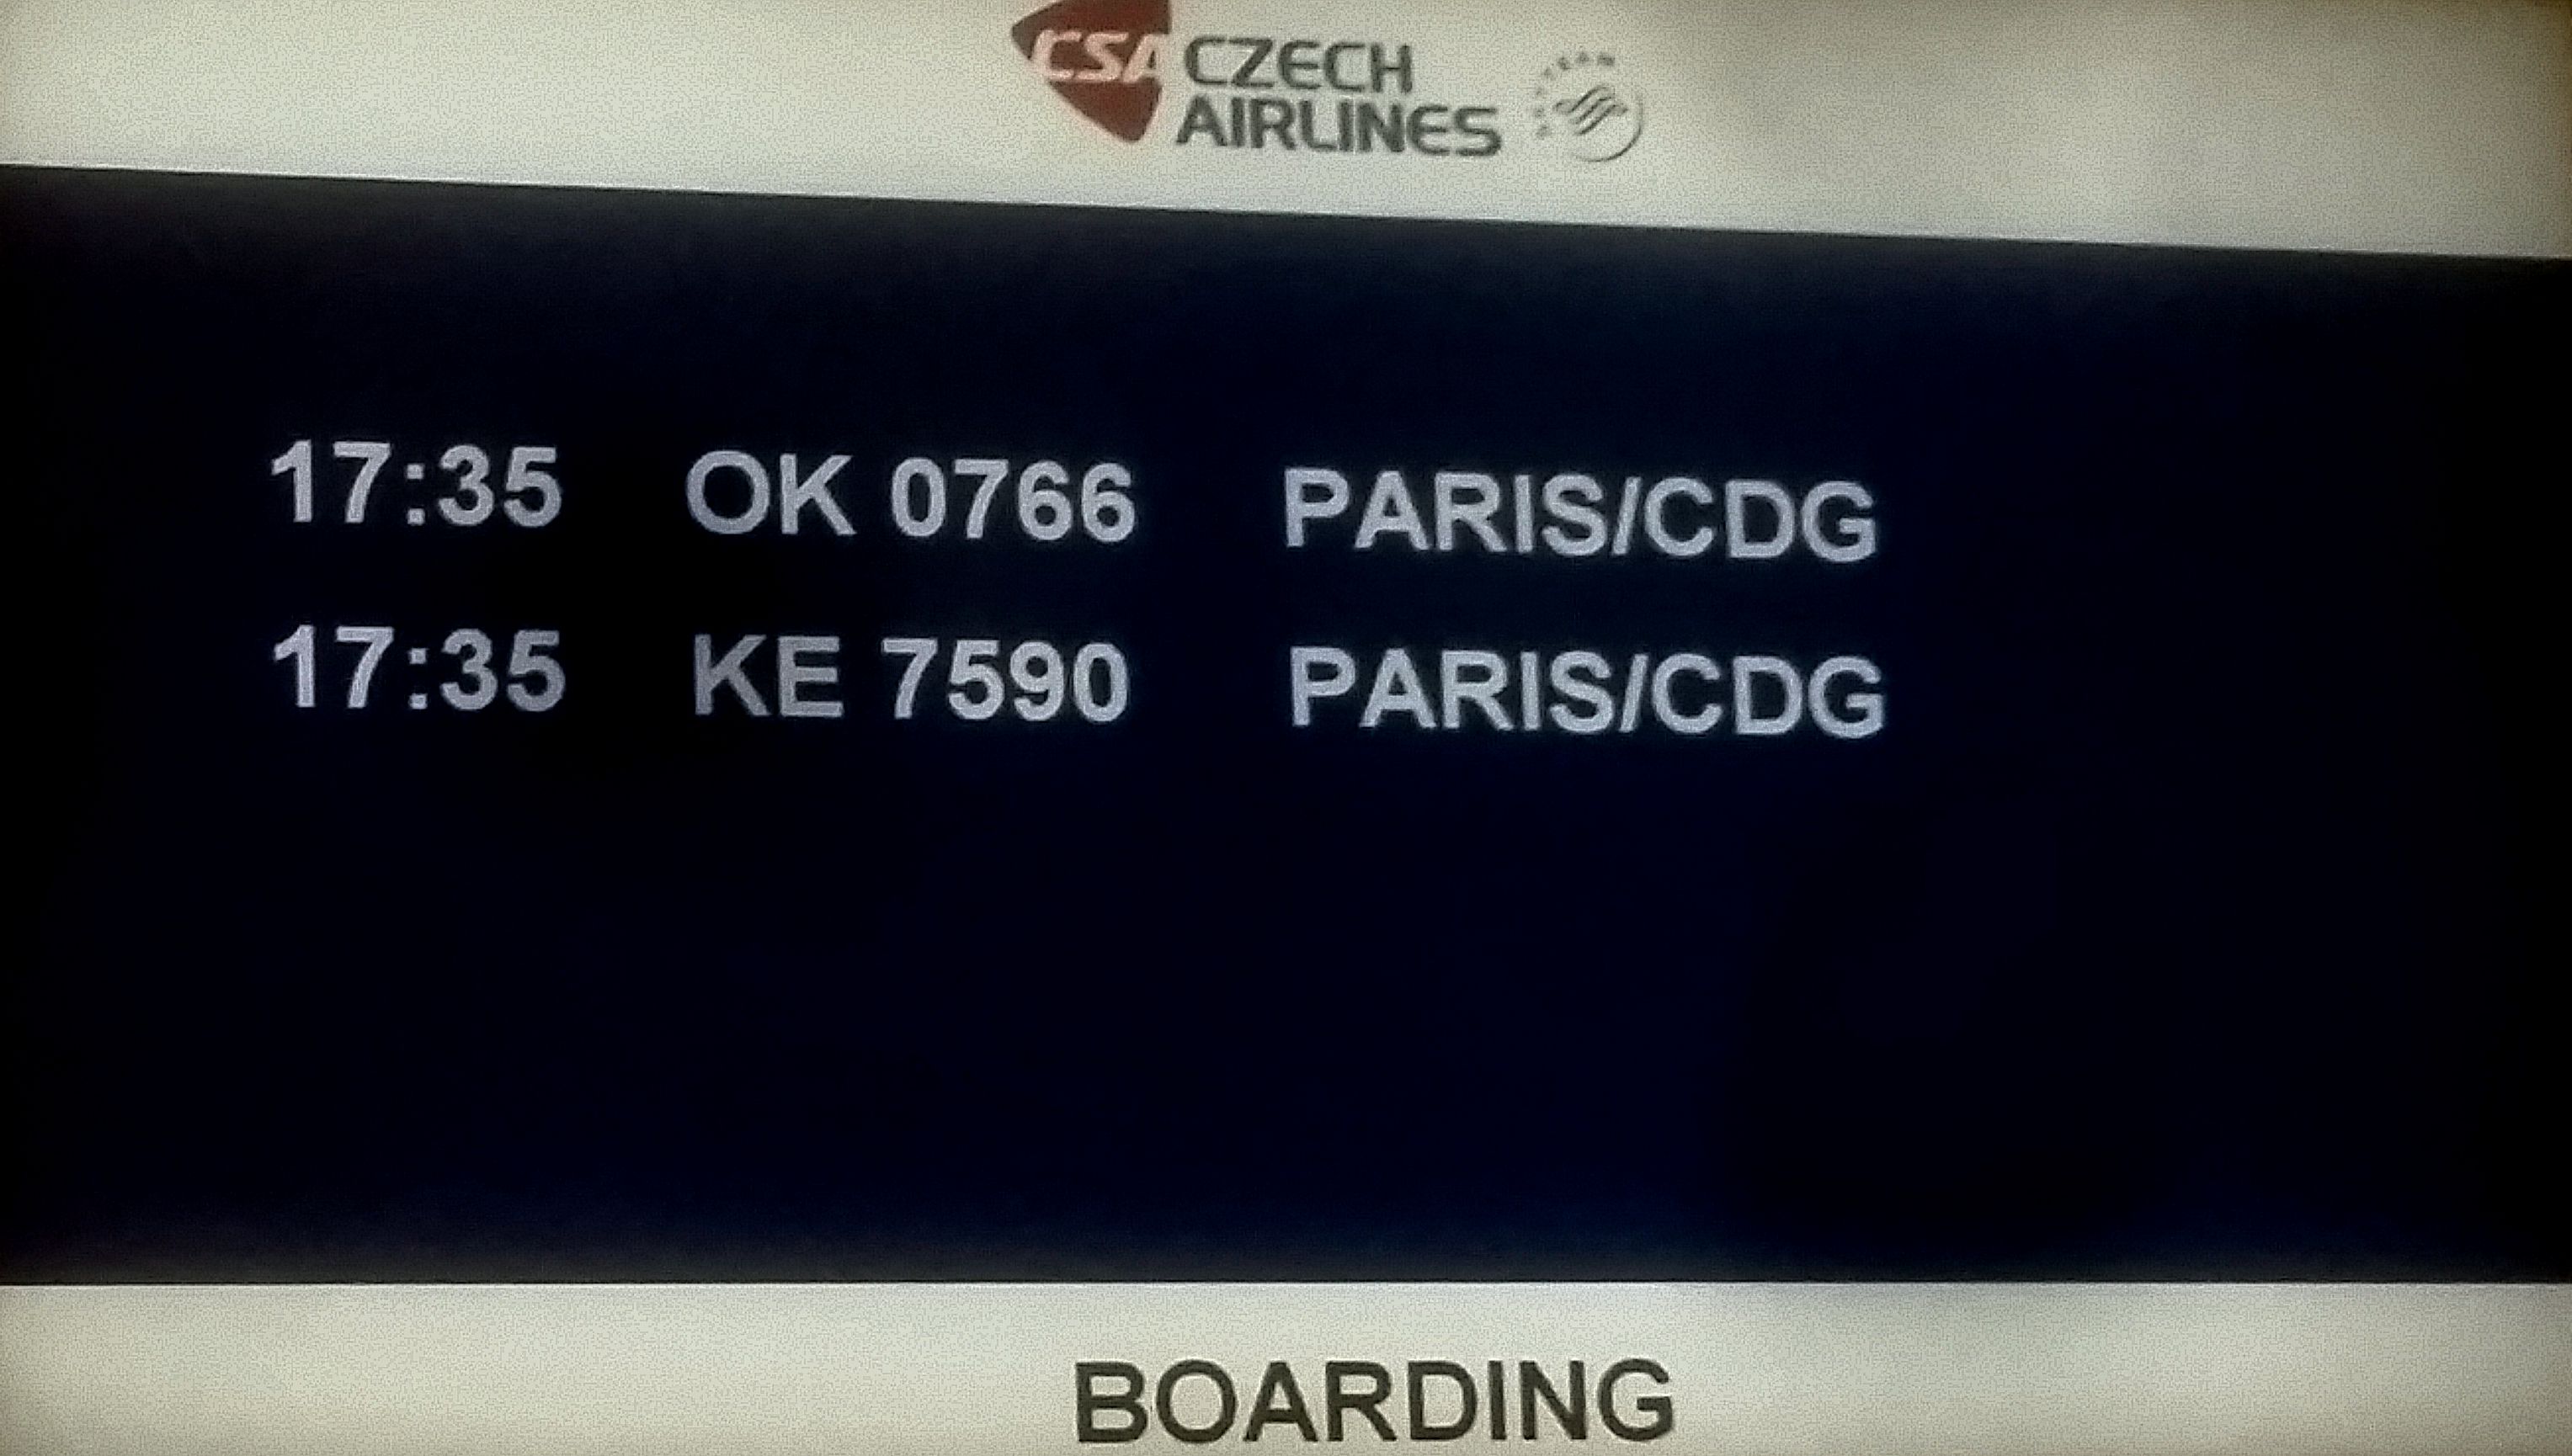 CSA CZECH
AIRLINES
17:35 OK 0766 PARIS/CDG
17:35 KE 7590 PARIS/CDG
BOARDING